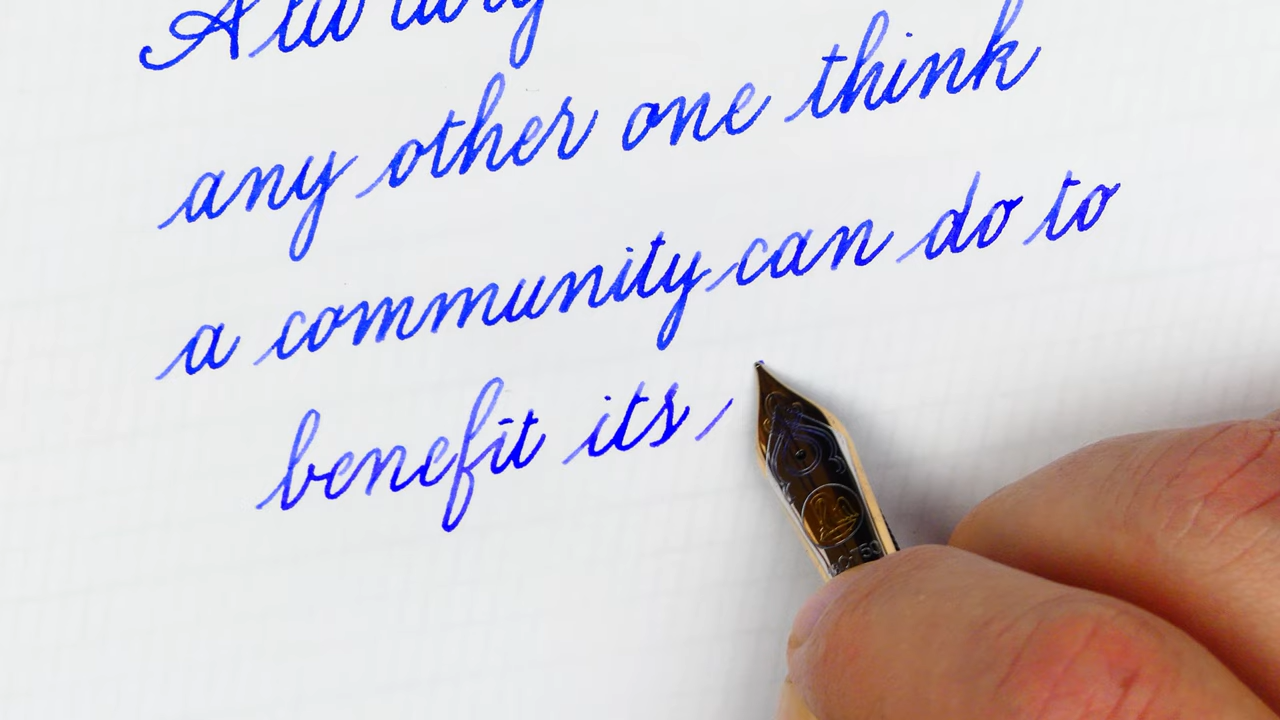 A
any other one think
a community can do to
benefit its